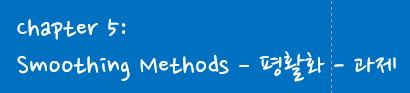 Chapter 5:
Smoothing Methods - 평활화 - 과제